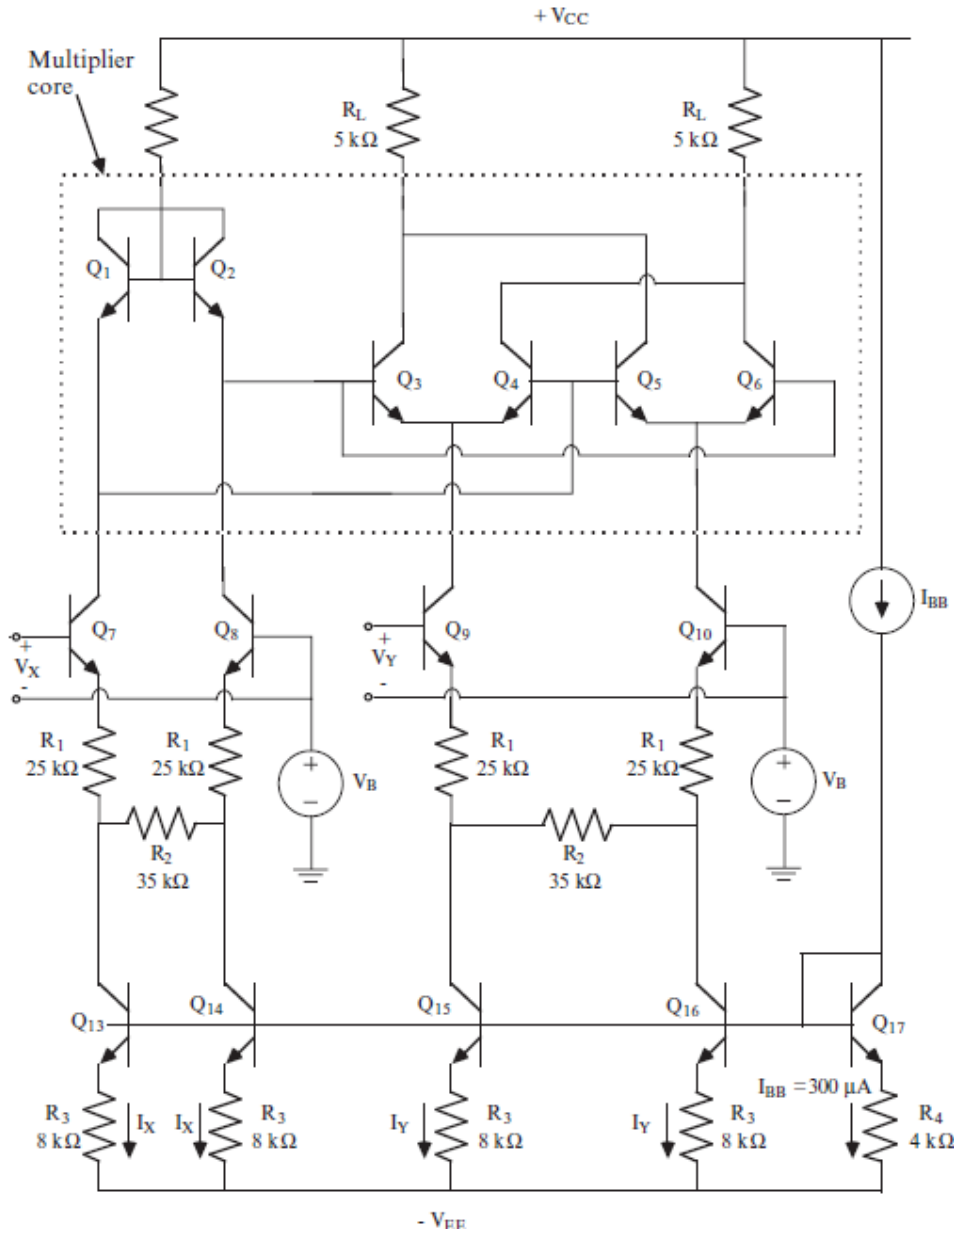 + VCC
Multiplier
core
RL
5 kΩ
RL
5 kΩ
Q1
Q2
Q3
Q4
Q5
Q6
IBB
Q7
Q8
Q9
Q10
+
VX
-
+
VY
-
R1
25 kΩ
R1
25 kΩ
+
−
VB
R1
25 kΩ
R1
25 kΩ
+
−
VB
R2
35 kΩ
R2
35 kΩ
Q13
Q14
Q15
Q16
Q17
IBB = 300 μA
R3
8 kΩ
IX
IX
R3
8 kΩ
IY
R3
8 kΩ
IY
R3
8 kΩ
R4
4 kΩ
- VEE